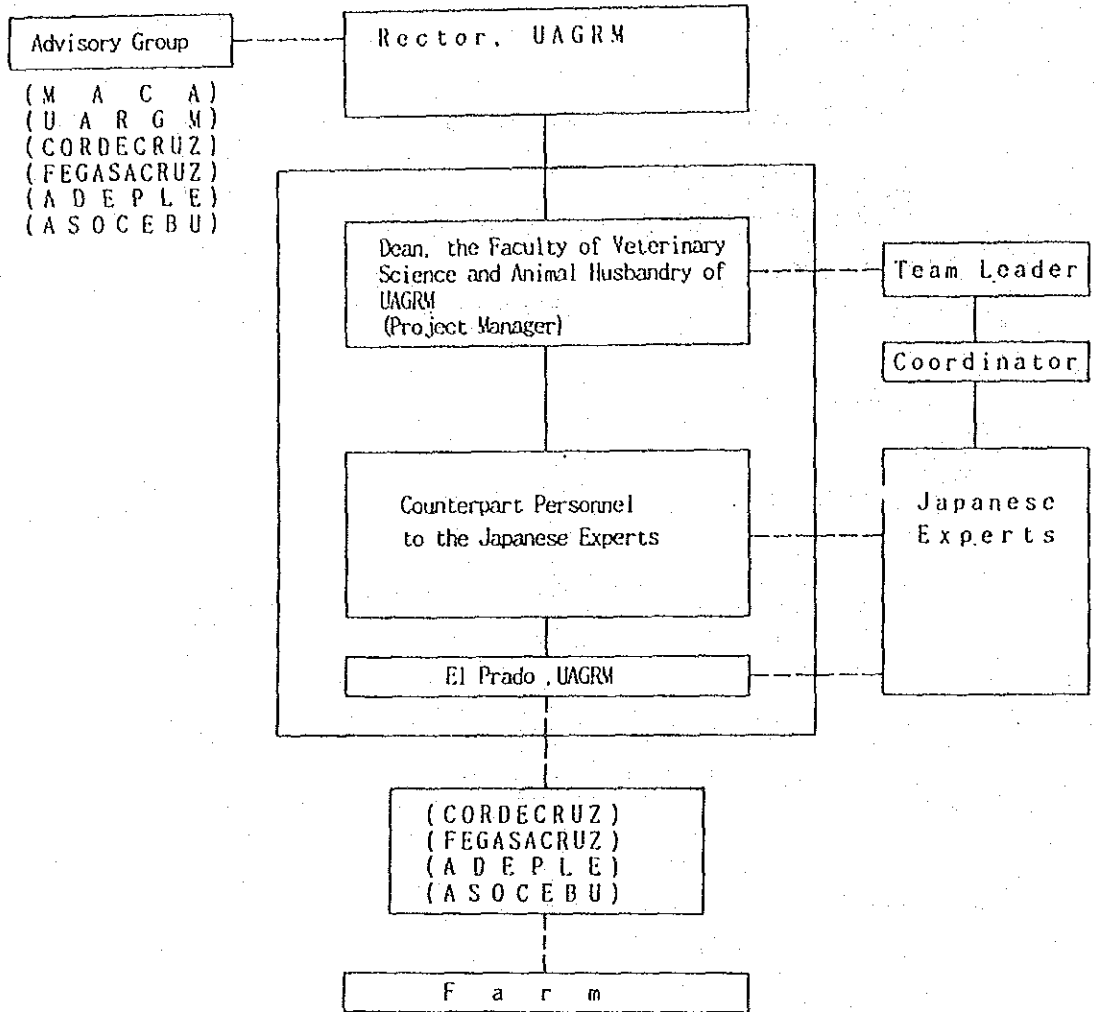 Advisory Group
(M A C A)
(U A R G M)
(CORDECRUZ)
(FEGASACRUZ)
(A D E P L E)
(A S O C E B U)
Rector, UAGRM
Dean, the Faculty of Veterinary
Science and Animal Husbandry of
UAGRM
(Project Manager)
Team Leader
Coordinator
Counterpart Personnel
to the Japanese Experts
Japanese
Experts
El Prado ,UAGRM
(CORDECRUZ)
(FEGASACRUZ)
(A D E P L E)
(A S O C E B U)
F a r m